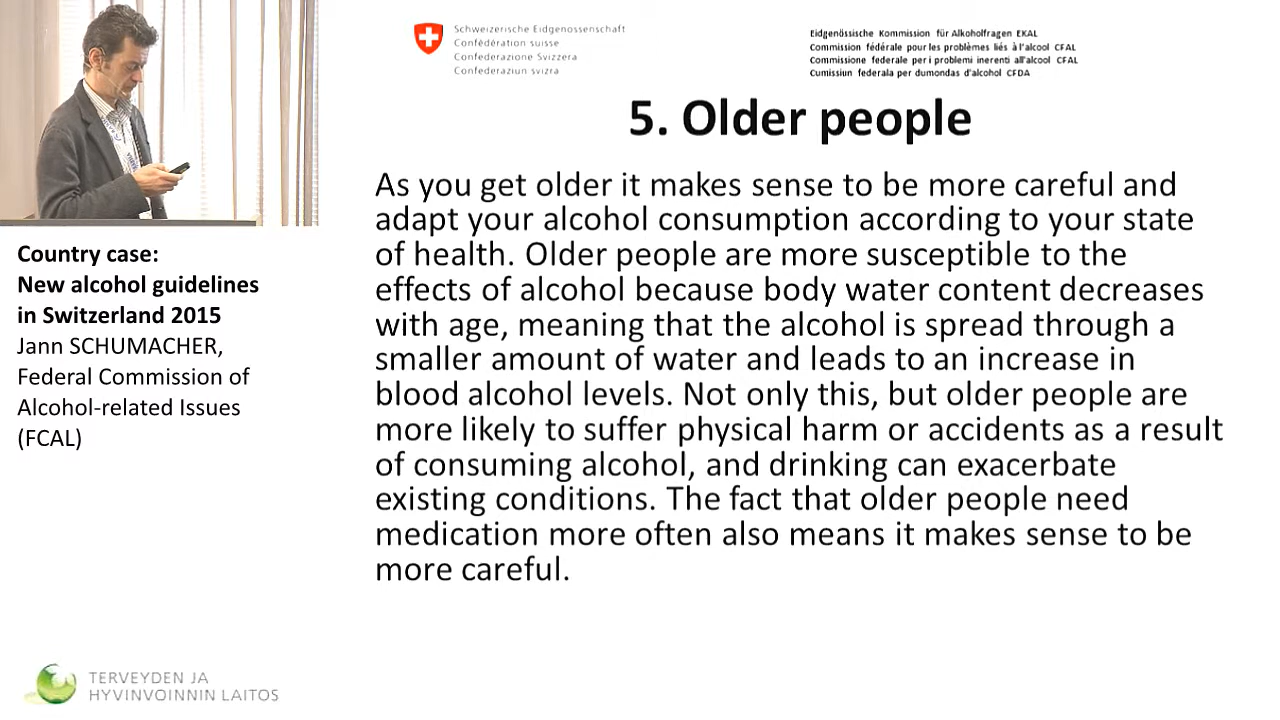 Schweizerische Eidgenossenschaft
Confédération suisse
Confederazione Svizzera
Confederaziun svizra
Eidgenössische Kommission für Alkoholfragen EKAL
Commission fédérale pour les problèmes liés à l'alcool CFAL
Commissione federale per i problemi inerenti all'alcool CFAL
Cumissiun federala per dumondas d'alcohol CFDA
5. Older people
As you get older it makes sense to be more careful and
adapt your alcohol consumption according to your state
of health. Older people are more susceptible to the
effects of alcohol because body water content decreases
with age, meaning that the alcohol is spread through a
smaller amount of water and leads to an increase in
blood alcohol levels. Not only this, but older people are
more likely to suffer physical harm or accidents as a result
of consuming alcohol, and drinking can exacerbate
existing conditions. The fact that older people need
medication more often also means it makes sense to be
more careful.
Country case:
New alcohol guidelines
in Switzerland 2015
Jann SCHUMACHER,
Federal Commission of
Alcohol-related Issues
(FCAL)
TERVEYDEN JA
HYVINVOINNIN LAITOS